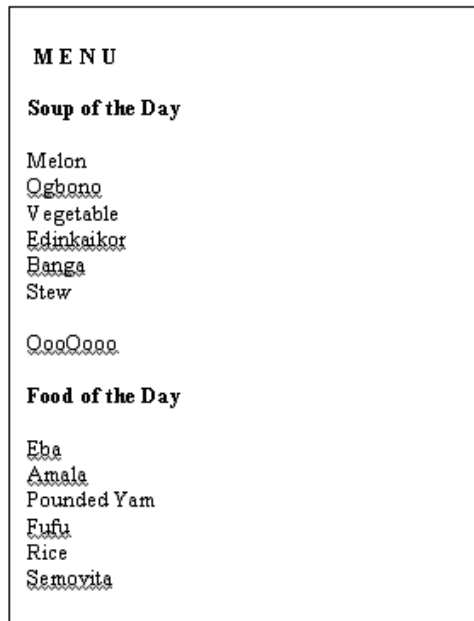 M E N U
Soup of the Day
Melon
Ogbono
Vegetable
Edinkaikor
Banga
Stew
OooOooo
Food of the Day
Eba
Amala
Pounded Yam
Fufu
Rice
Semovita